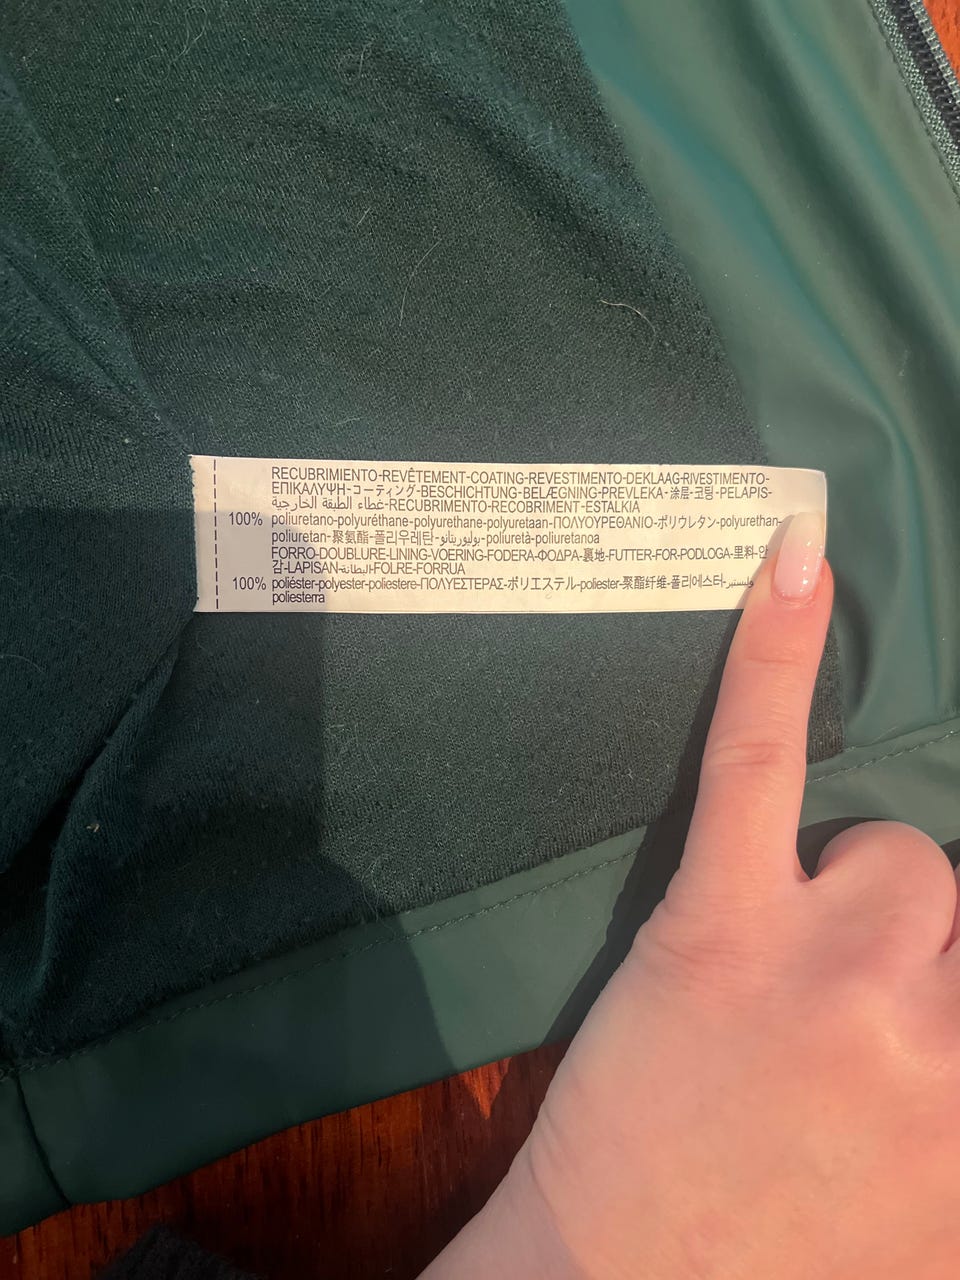 RECUBRIMIENTO-REVÊTEMENT-COATING-REVESTIMENTO-DEKLAAG-RIVESTIMENTO-
ΕΠΙΚΑΛΥΨΗ-コーティング-BESCHICHTUNG-BELÆGNING-PREVLEKA-涂层-코팅-PELAPIS-
غطاء الطبقة الخارجية-RECUBRIMENTO-RECOBRIMENT-ESTALKIA
100% poliuretano-polyuréthane-polyurethane-polyuretaan-ΠΟΛΥΟΥΡΕΘΑΝΙΟ-ポリウレタン-polyurethan-
poliuretan-聚氨酯-폴리우레탄-بوليوريثانو-poliuretà-poliuretanoa
FORRO-DOUBLURE-LINING-VOERING-FODERA-ΦΟΔΡΑ-裏地-FUTTER-FOR-PODLOGA-里料-안
감-LAPISAN-البطانة-FOLRE-FORRUA
100% poliéster-polyester-poliestere-ΠΟΛΥΕΣΤΕΡΑΣ-ポリエステル-poliester-聚酯纤维-폴리에스터-
poliesterra